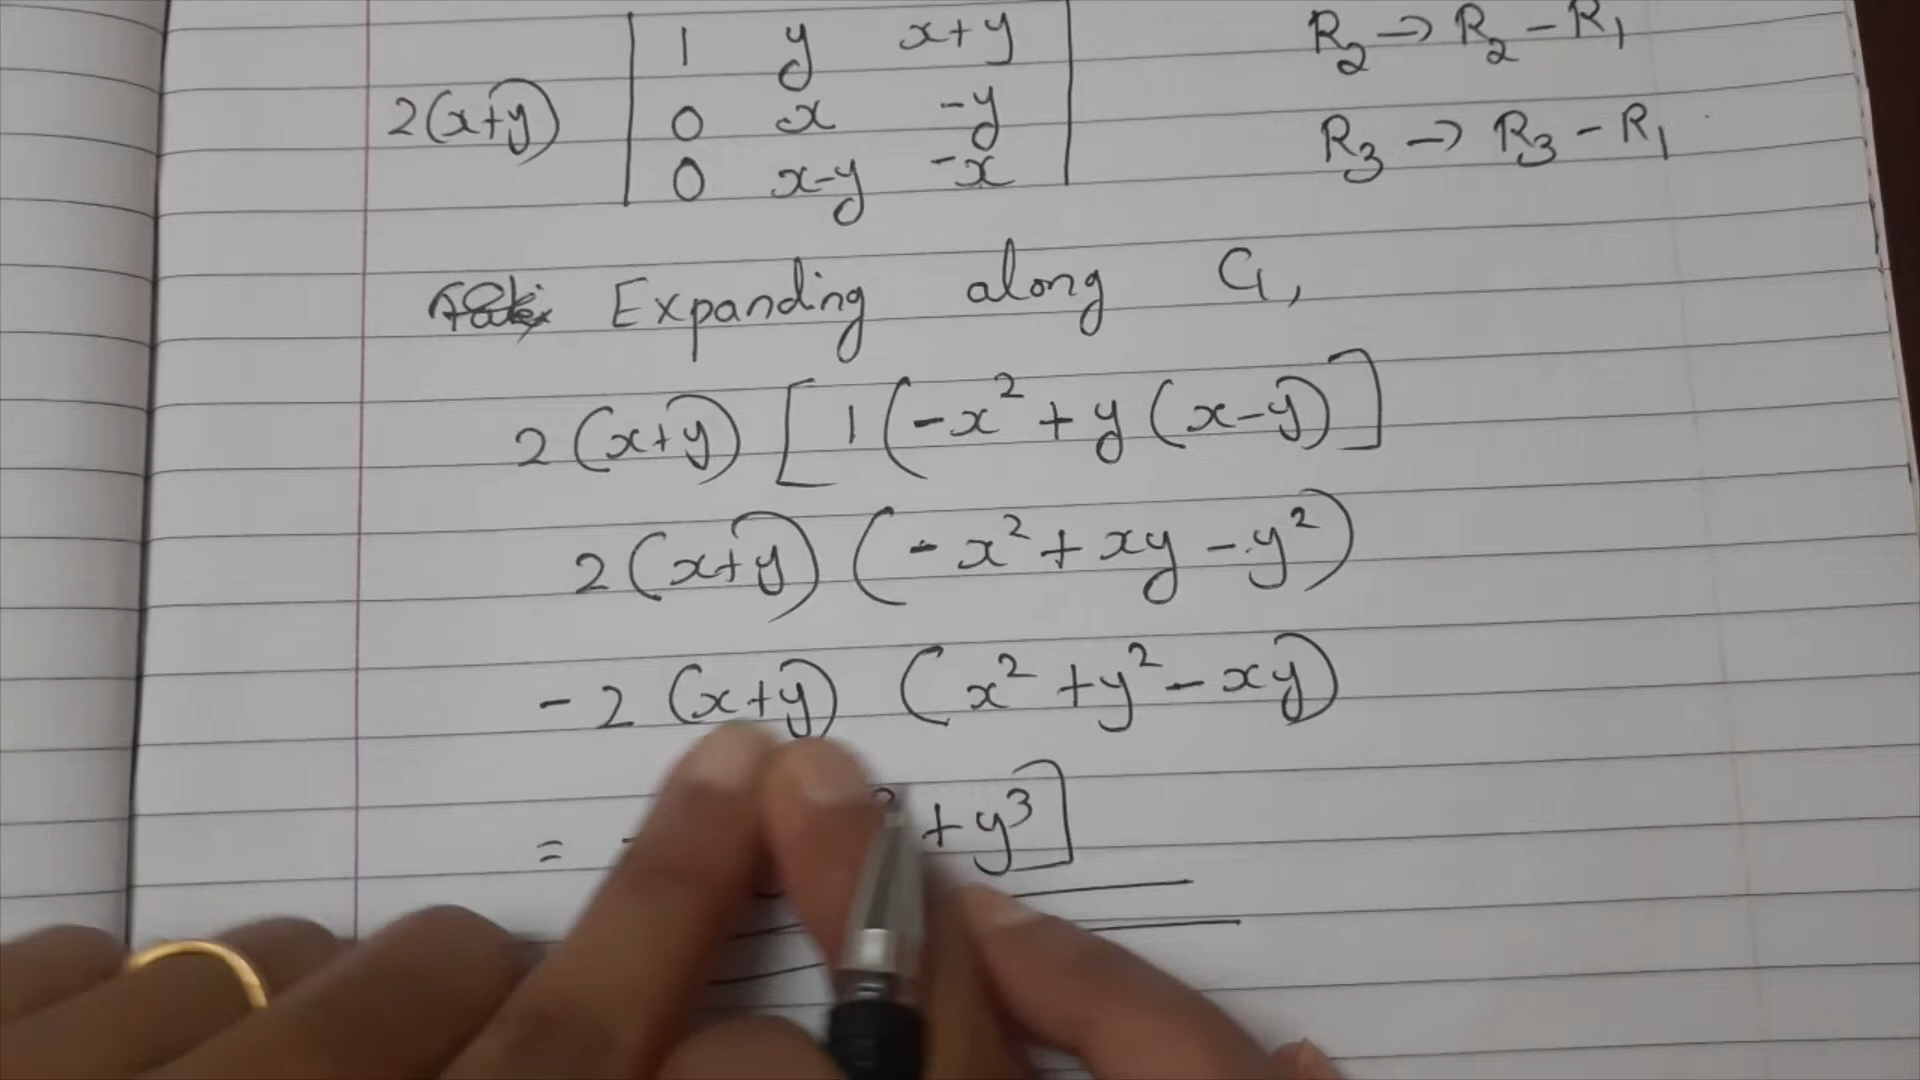 1 y x+y R₂ → R₂ - R₁
2(x+y) 0 x -y
0 x-y -x R₃ → R₃ - R₁
Expanding along C₁,
2 (x+y) [ 1 ( -x² + y (x-y) ]
2 (x+y) ( - x² + xy - y² )
- 2 (x+y) ( x² + y² - xy )
= + y³ ]